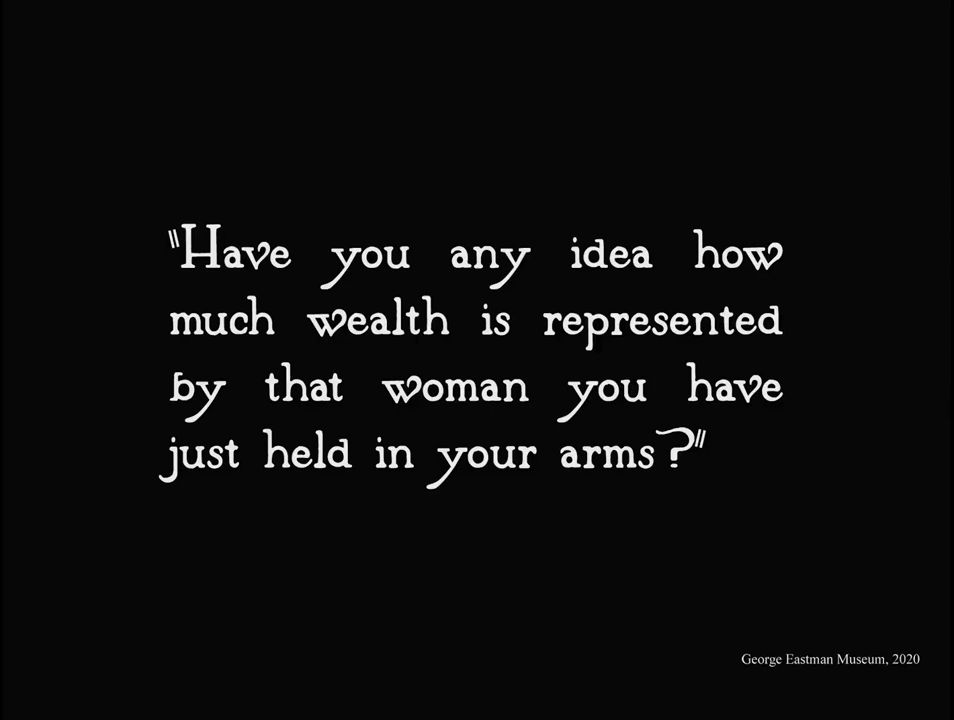 "Have you any idea how
much wealth is represented
by that woman you have
just held in your arms?"
George Eastman Museum, 2020